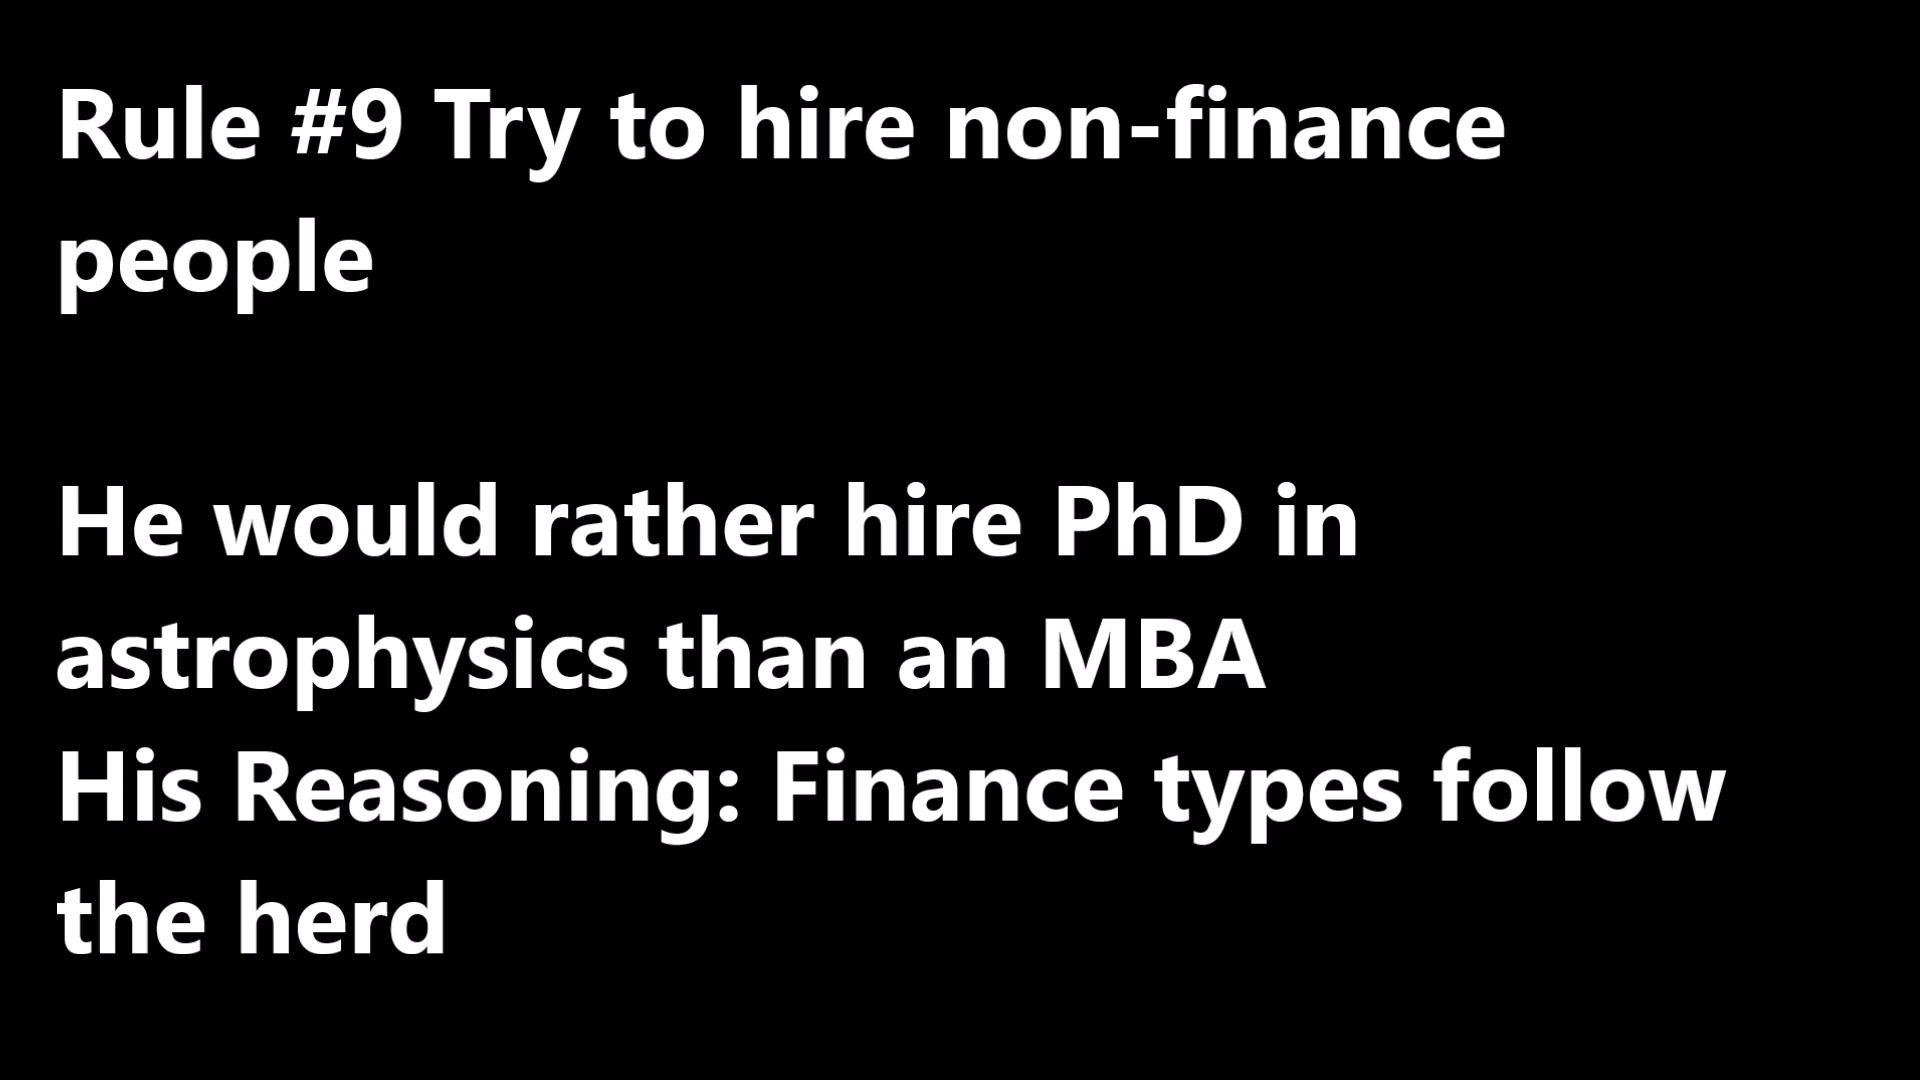 Rule #9 Try to hire non-finance
people
He would rather hire PhD in
astrophysics than an MBA
His Reasoning: Finance types follow
the herd